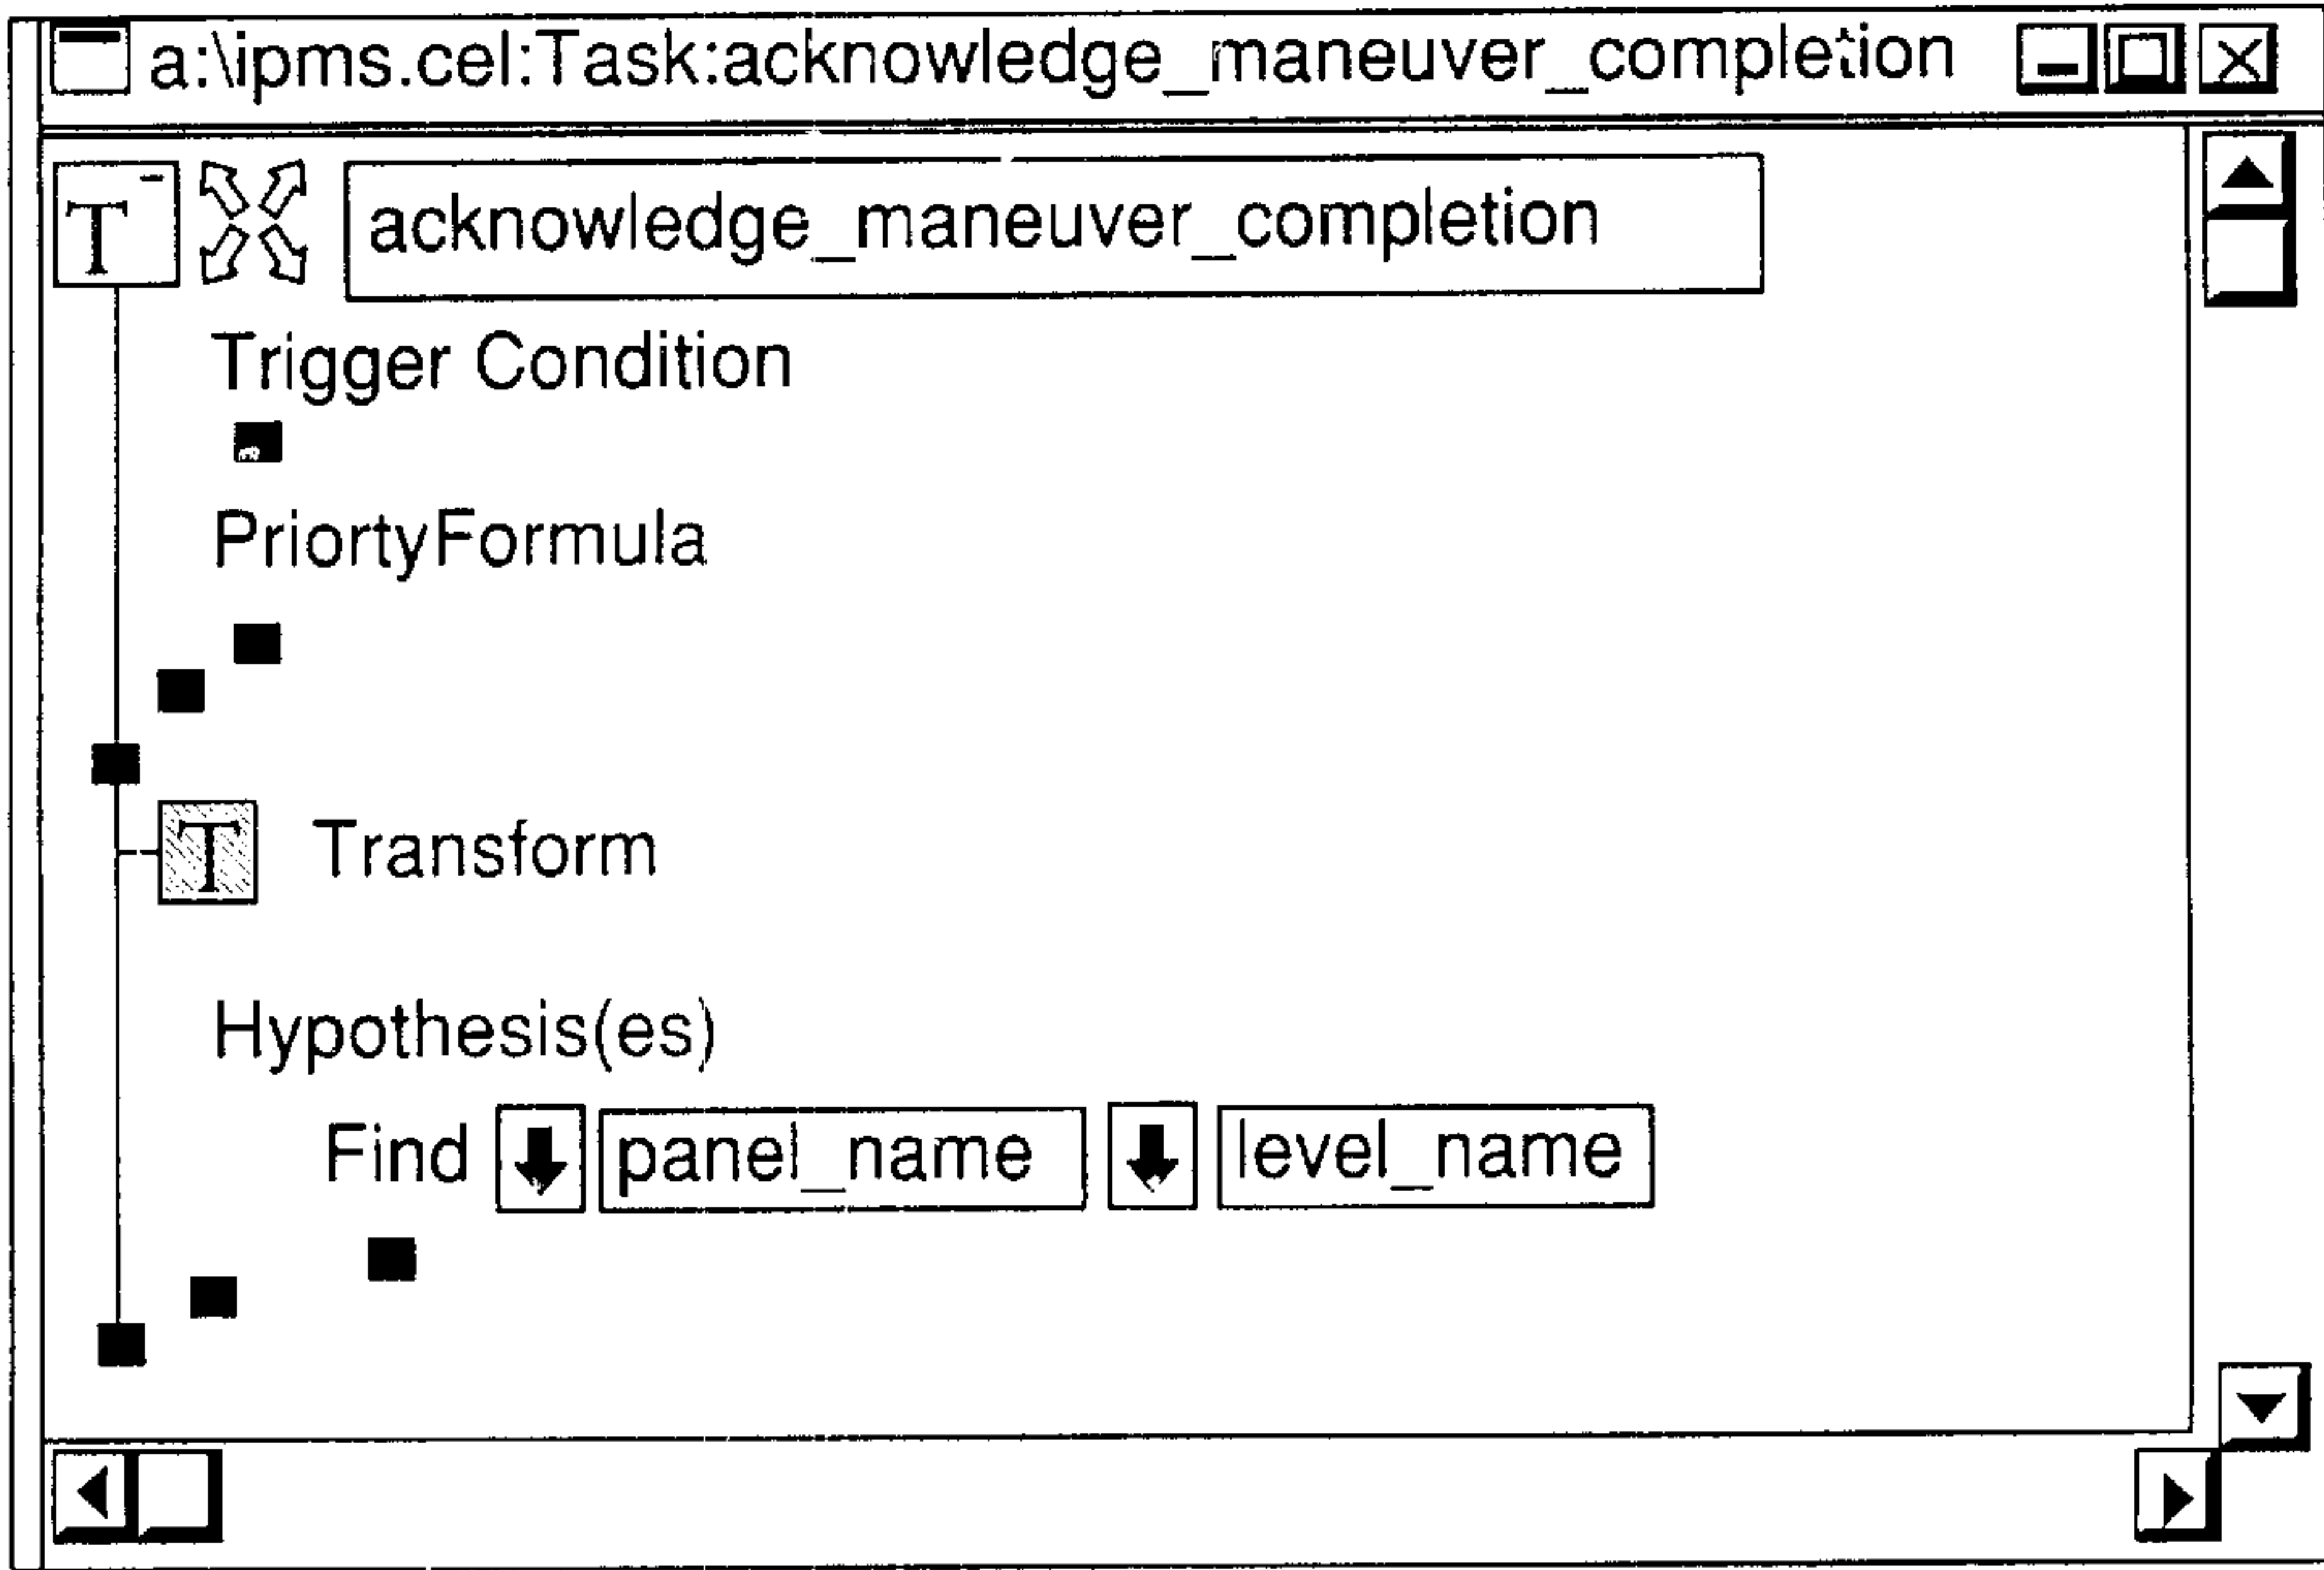 a:\ipms.cel:Task:acknowledge_maneuver_completion
T acknowledge_maneuver_completion
Trigger Condition
PriortyFormula
T Transform
Hypothesis(es)
Find panel_name level_name